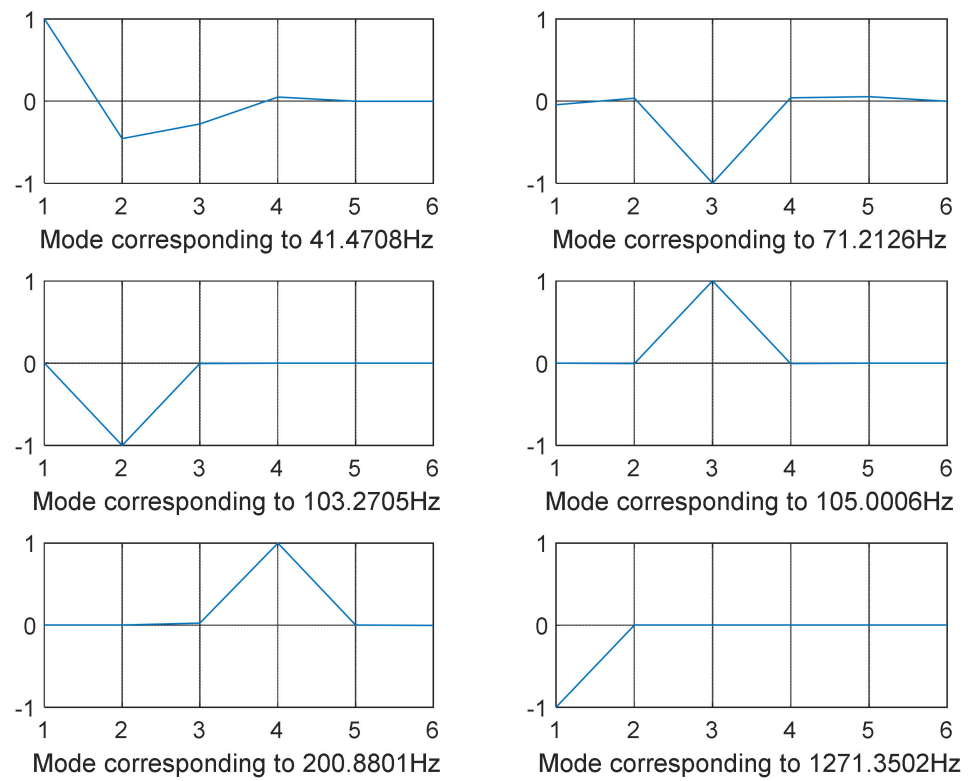 1
0
-1
1 2 3 4 5 6
Mode corresponding to 41.4708Hz
1
0
-1
1 2 3 4 5 6
Mode corresponding to 71.2126Hz
1
0
-1
1 2 3 4 5 6
Mode corresponding to 103.2705Hz
1
0
-1
1 2 3 4 5 6
Mode corresponding to 105.0006Hz
1
0
-1
1 2 3 4 5 6
Mode corresponding to 200.8801Hz
1
0
-1
1 2 3 4 5 6
Mode corresponding to 1271.3502Hz